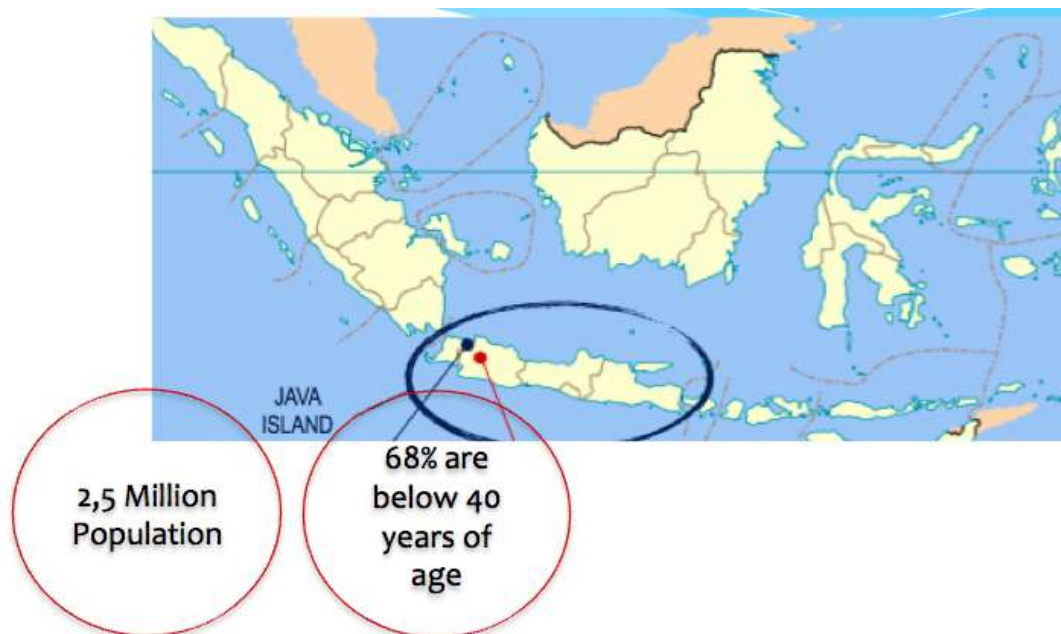 JAVA
ISLAND
2,5 Million
Population
68% are
below 40
years of
age